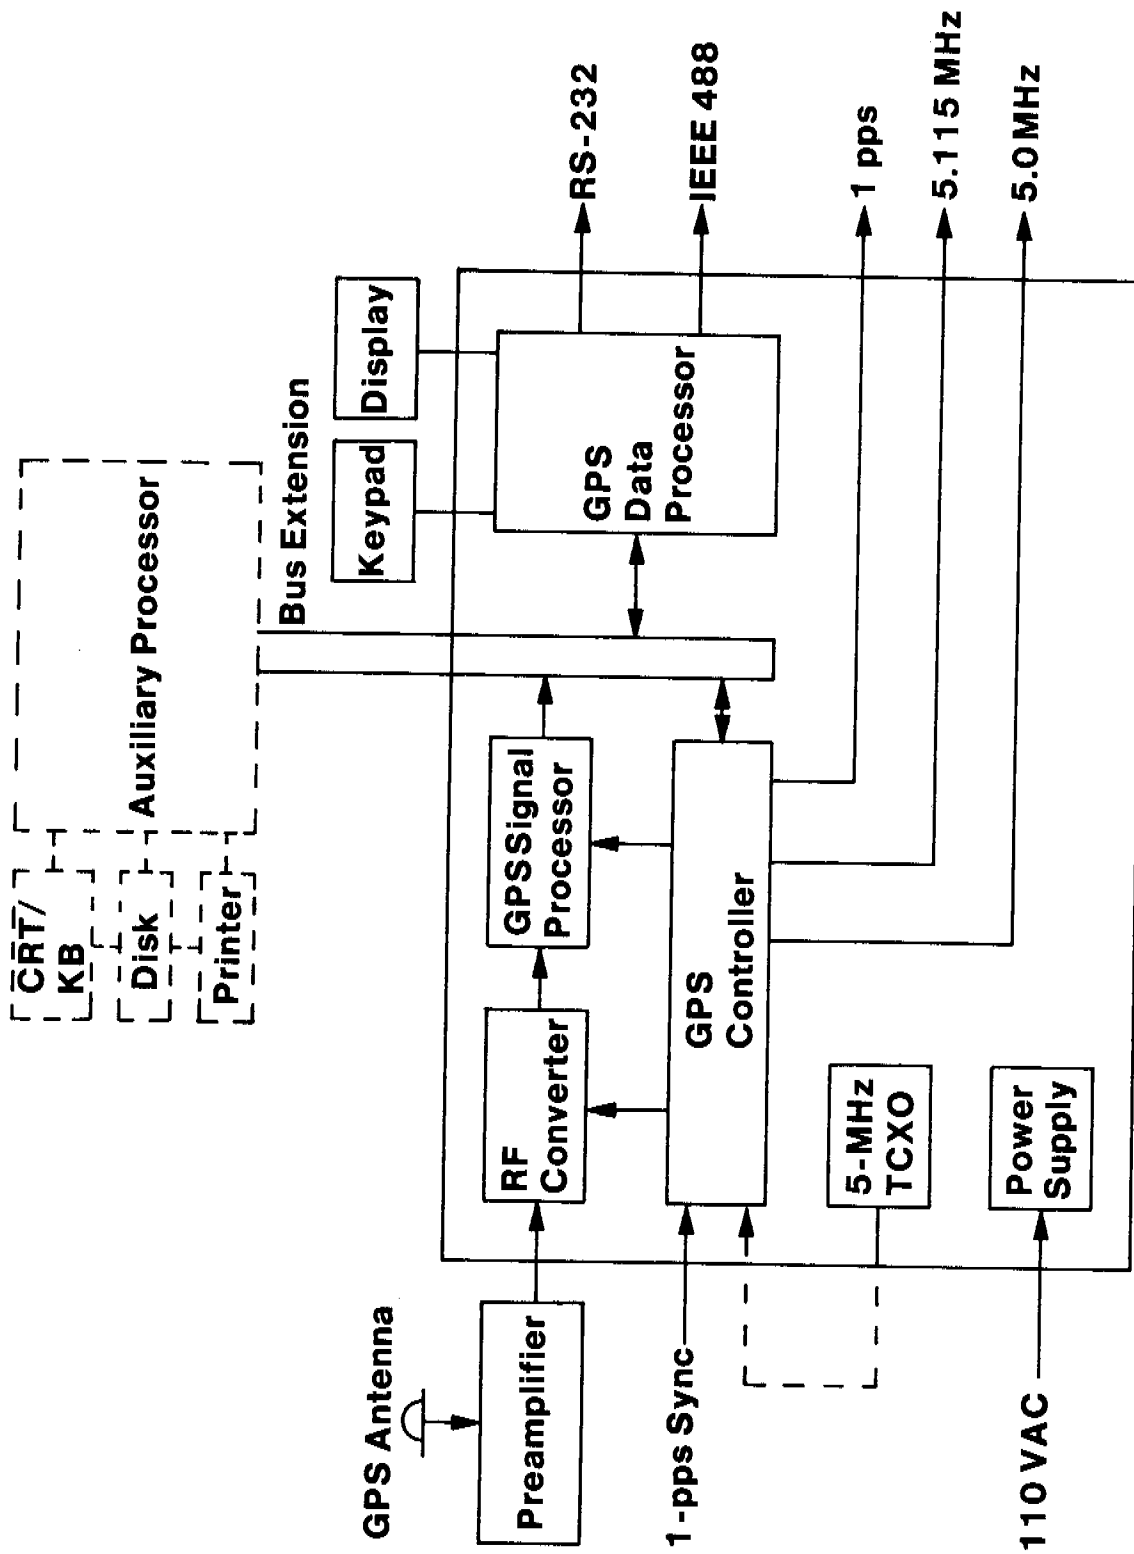 CRT/
KB
Disk
Printer
Auxiliary Processor
Bus Extension
GPS Antenna
Preamplifier
RF
Converter
GPS Signal
Processor
Keypad
Display
GPS
Data
Processor
RS-232
IEEE 488
1-pps Sync
GPS
Controller
1 pps
5-MHz
TCXO
5.115 MHz
110 VAC
Power
Supply
5.0 MHz